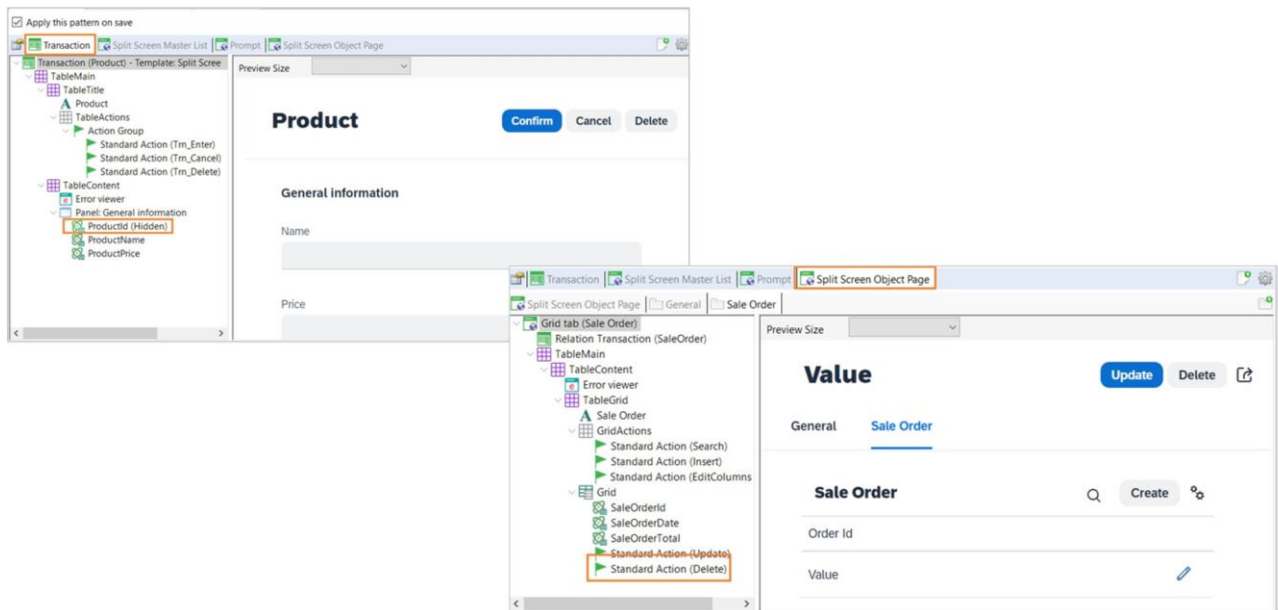 Apply this pattern on save
Transaction Split Screen Master List Prompt Split Screen Object Page
Transaction (Product) - Template: Split Scree
TableMain
TableTitle
Product
TableActions
Action Group
Standard Action (Trn_Enter)
Standard Action (Trn_Cancel)
Standard Action (Trn_Delete)
TableContent
Error viewer
Panel: General information
ProductId (Hidden)
ProductName
ProductPrice
Preview Size
Product Confirm Cancel Delete
General information
Name
Price
Transaction Split Screen Master List Prompt Split Screen Object Page
Split Screen Object Page General Sale Order
Grid tab (Sale Order)
Relation Transaction (SaleOrder)
TableMain
TableContent
Error viewer
TableGrid
Sale Order
GridActions
Standard Action (Search)
Standard Action (Insert)
Standard Action (EditColumns
Grid
SaleOrderId
SaleOrderDate
SaleOrderTotal
Standard Action (Update)
Standard Action (Delete)
Preview Size
Value Update Delete
General Sale Order
Sale Order Create
Order Id
Value